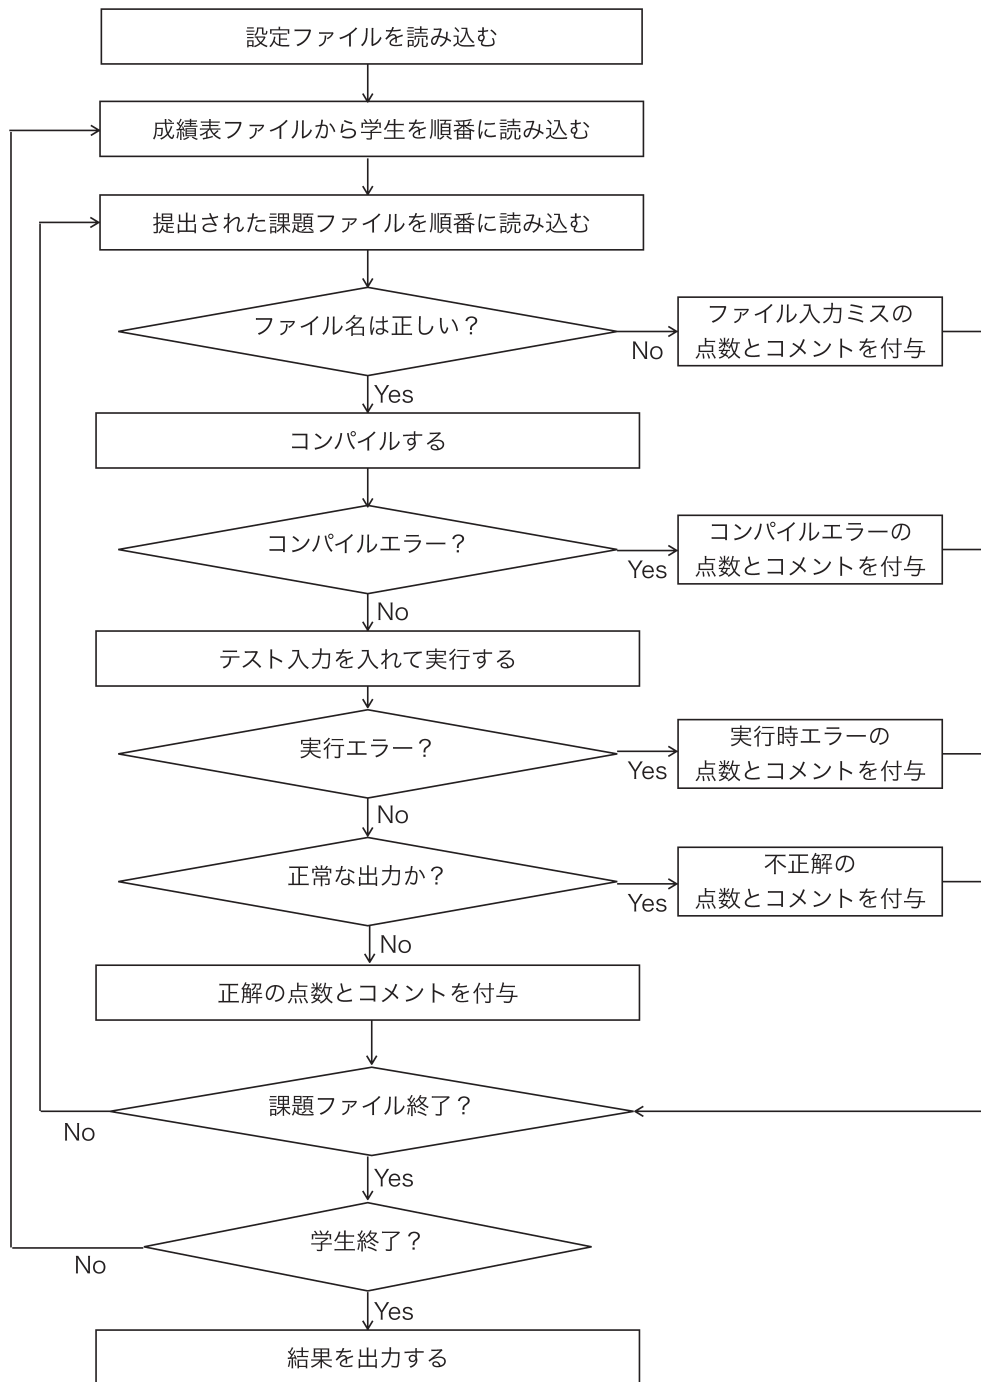 設定ファイルを読み込む
成績表ファイルから学生を順番に読み込む
提出された課題ファイルを順番に読み込む
ファイル名は正しい？
No
ファイル入力ミスの
点数とコメントを付与
Yes
コンパイルする
コンパイルエラー？
Yes
コンパイルエラーの
点数とコメントを付与
No
テスト入力を入れて実行する
実行エラー？
Yes
実行時エラーの
点数とコメントを付与
No
正常な出力か？
Yes
不正解の
点数とコメントを付与
No
正解の点数とコメントを付与
課題ファイル終了？
No
Yes
学生終了？
No
Yes
結果を出力する